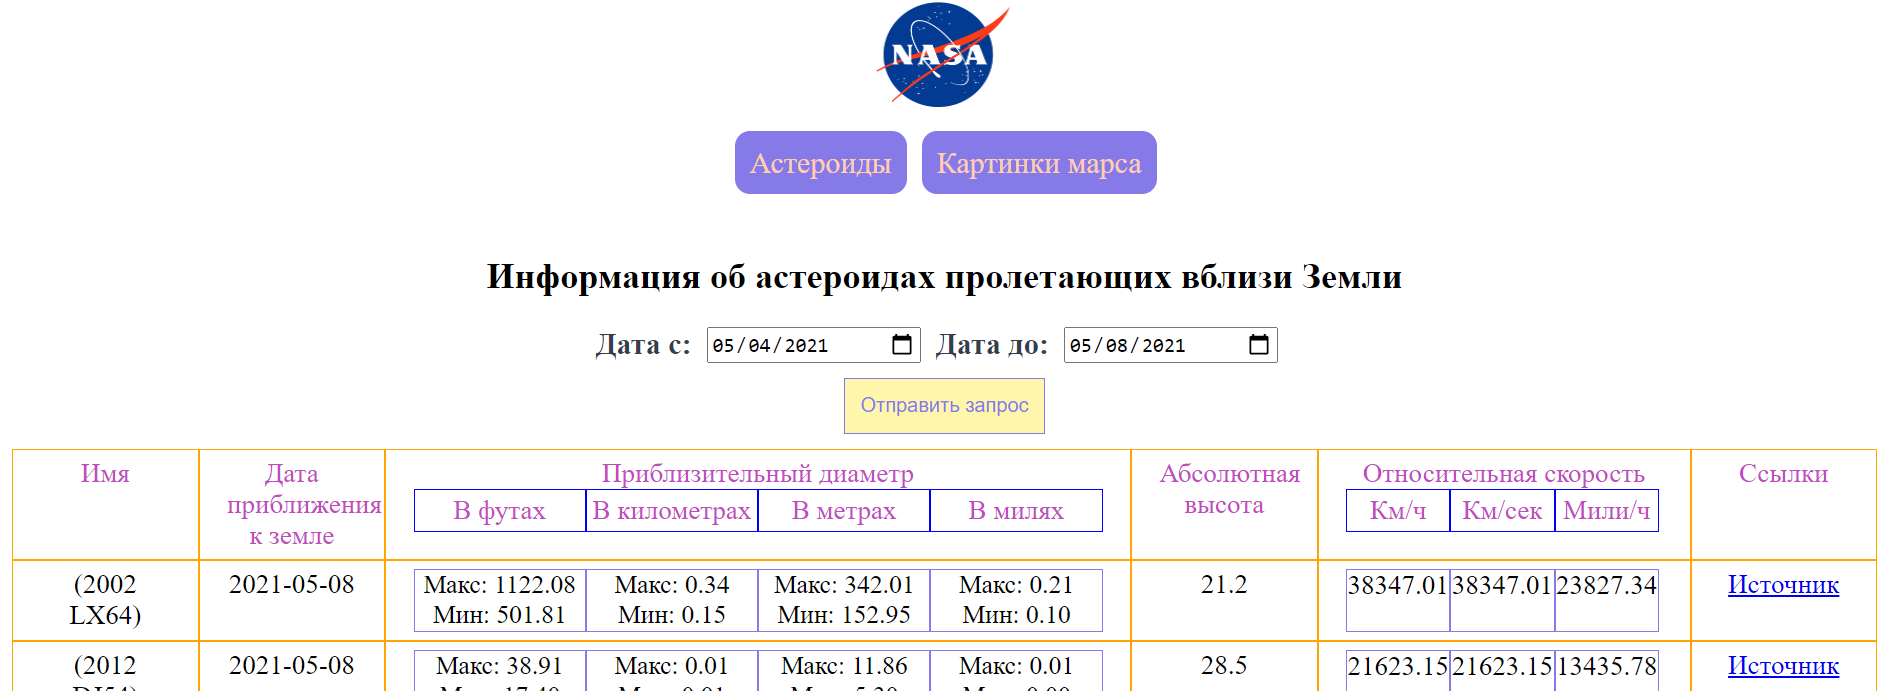 NASA
Астероиды Картинки марса
Информация об астероидах пролетающих вблизи Земли
Дата с: 05/04/2021 Дата до: 05/08/2021
Отправить запрос
Имя
Дата
приближения
к земле
Приблизительный диаметр
В футах В километрах В метрах В милях
Абсолютная
высота
Относительная скорость
Км/ч Км/сек Мили/ч
Ссылки
(2002
LX64)
2021-05-08
Макс: 1122.08 Макс: 0.34 Макс: 342.01 Макс: 0.21
Мин: 501.81 Мин: 0.15 Мин: 152.95 Мин: 0.10
21.2
38347.01 38347.01 23827.34
Источник
(2012
2021-05-08
Макс: 38.91 Макс: 0.01 Макс: 11.86 Макс: 0.01
28.5
21623.15 21623.15 13435.78
Источник